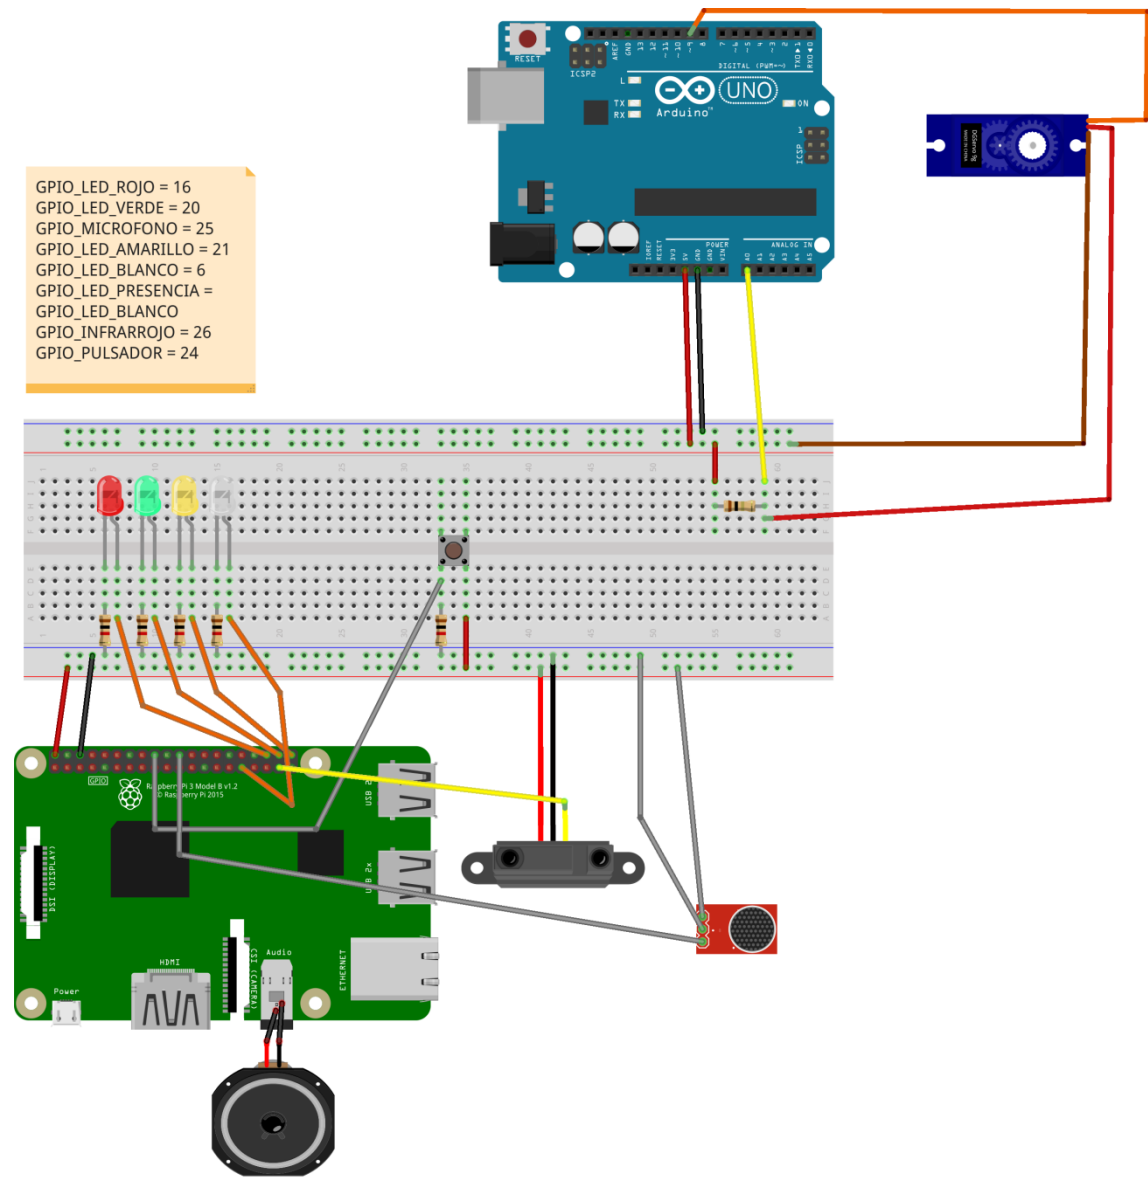 GPIO_LED_ROJO = 16
GPIO_LED_VERDE = 20
GPIO_MICROFONO = 25
GPIO_LED_AMARILLO = 21
GPIO_LED_BLANCO = 6
GPIO_LED_PRESENCIA =
GPIO_LED_BLANCO
GPIO_INFRARROJO = 26
GPIO_PULSADOR = 24
RESET
ICSP2
AREF
GND
13
12
~11
~10
~9
8
7
~6
~5
4
~3
2
TX0▶1
RX0◀0
DIGITAL (PWM=~)
L
TX
RX
UNO
Arduino™
ON
1
ICSP
POWER
ANALOG IN
IOREF
RESET
3V3
5V
GND
GND
VIN
A0
A1
A2
A3
A4
A5
GPIO
Raspberry Pi 3 Model B v1.2
© Raspberry Pi 2015
USB 2x
USB 2x
ETHERNET
DSI (DISPLAY)
CSI (CAMERA)
Audio
HDMI
Power